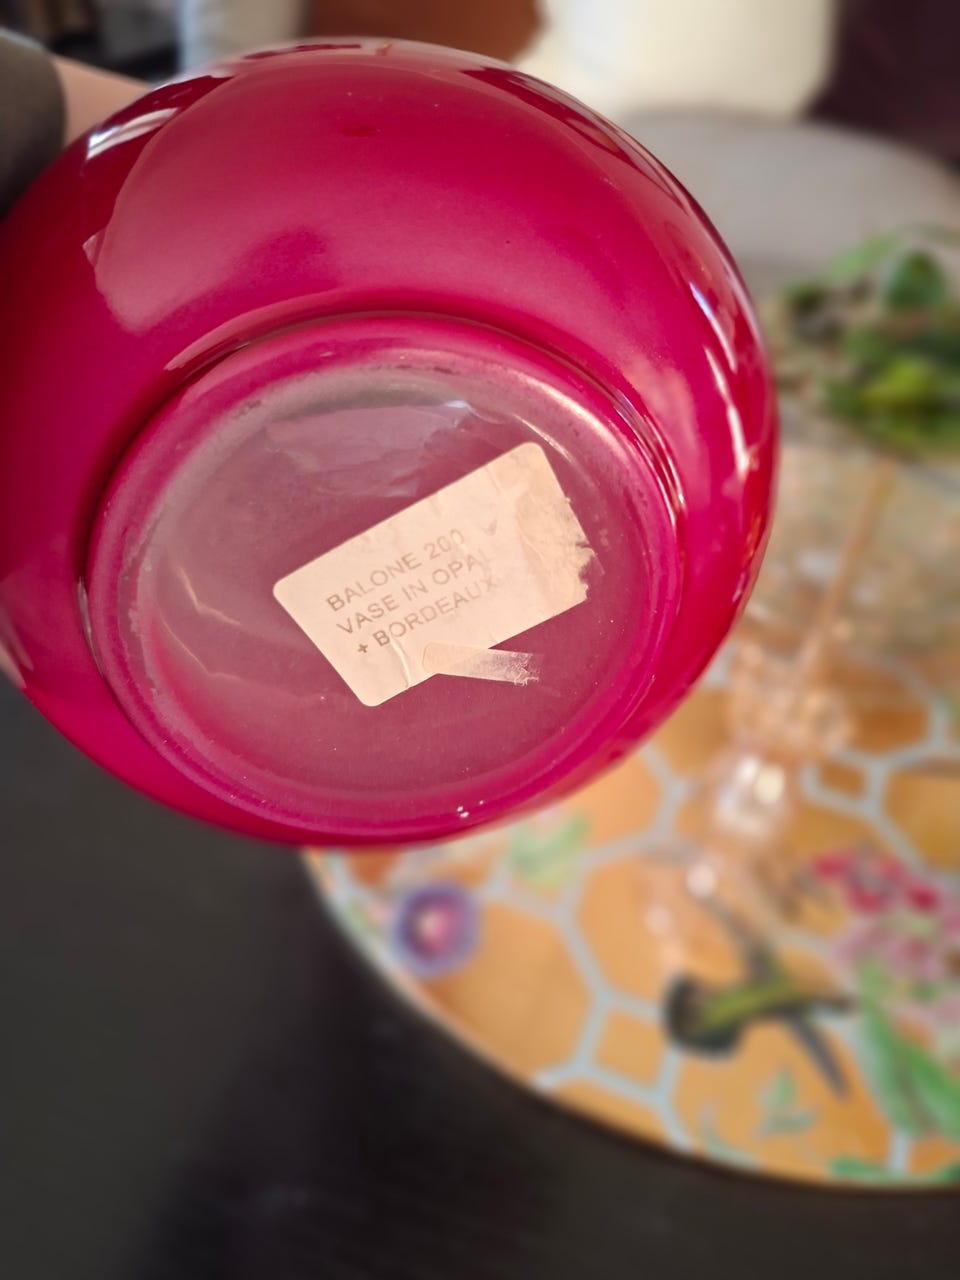 BALONE 200
VASE IN OPAL
+ BORDEAUX